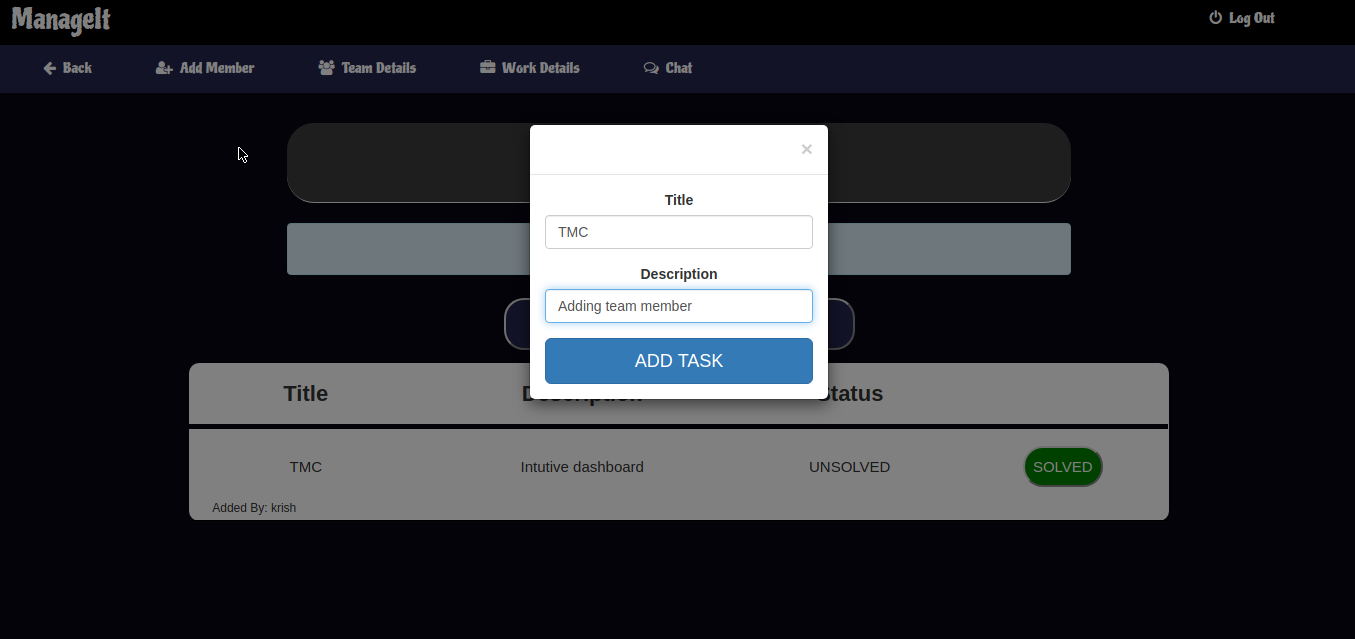 ManageIt
Log Out
Back Add Member Team Details Work Details Chat
×
Title
TMC
Description
Adding team member
ADD TASK
Title Description Status
TMC Intutive dashboard UNSOLVED SOLVED
Added By: krish